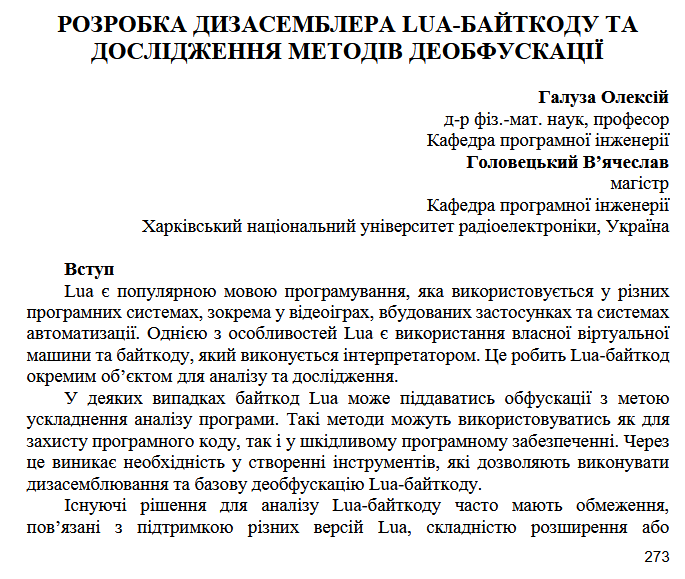 РОЗРОБКА ДИЗАСЕМБЛЕРА LUA-БАЙТКОДУ ТА
ДОСЛІДЖЕННЯ МЕТОДІВ ДЕОБФУСКАЦІЇ
Галуза Олексій
д-р фіз.-мат. наук, професор
Кафедра програмної інженерії
Головецький В’ячеслав
магістр
Кафедра програмної інженерії
Харківський національний університет радіоелектроніки, Україна
Вступ
Lua є популярною мовою програмування, яка використовується у різних
програмних системах, зокрема у відеоіграх, вбудованих застосунках та системах
автоматизації. Однією з особливостей Lua є використання власної віртуальної
машини та байткоду, який виконується інтерпретатором. Це робить Lua-байткод
окремим об’єктом для аналізу та дослідження.
У деяких випадках байткод Lua може піддаватись обфускації з метою
ускладнення аналізу програми. Такі методи можуть використовуватись як для
захисту програмного коду, так і у шкідливому програмному забезпеченні. Через
це виникає необхідність у створенні інструментів, які дозволяють виконувати
дизасемблювання та базову деобфускацію Lua-байткоду.
Існуючі рішення для аналізу Lua-байткоду часто мають обмеження,
пов’язані з підтримкою різних версій Lua, складністю розширення або
273